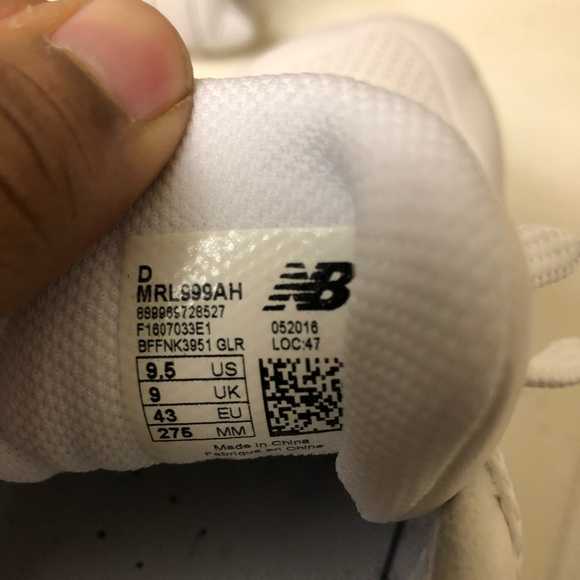 D
MRL999AH
889969728527
F1607033E1
BFFNK3951 GLR
NB
052016
LOC:47
9.5 US
9 UK
43 EU
275 MM
Made in China
Fabriqué en Chine